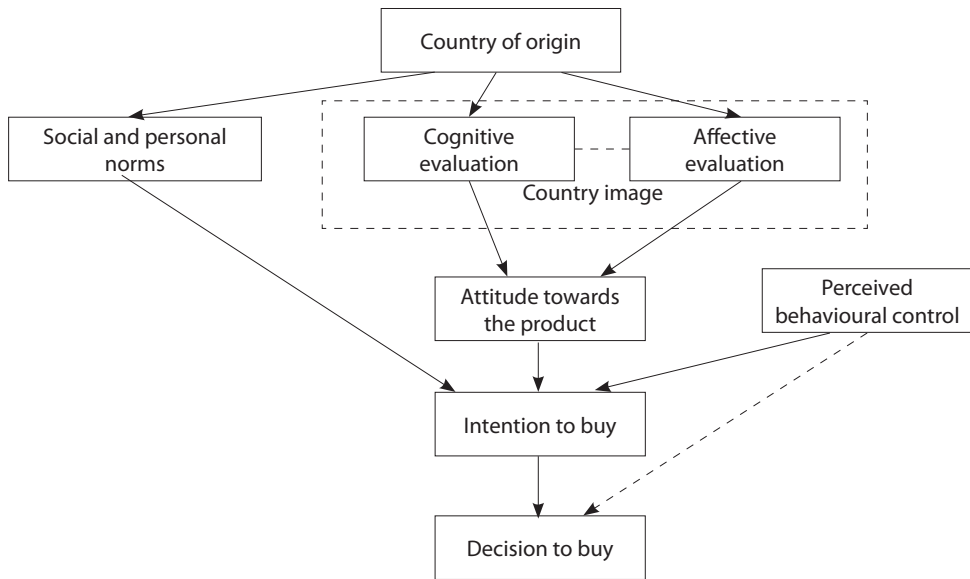 Country of origin
Social and personal
norms
Cognitive
evaluation
Affective
evaluation
Country image
Attitude towards
the product
Perceived
behavioural control
Intention to buy
Decision to buy